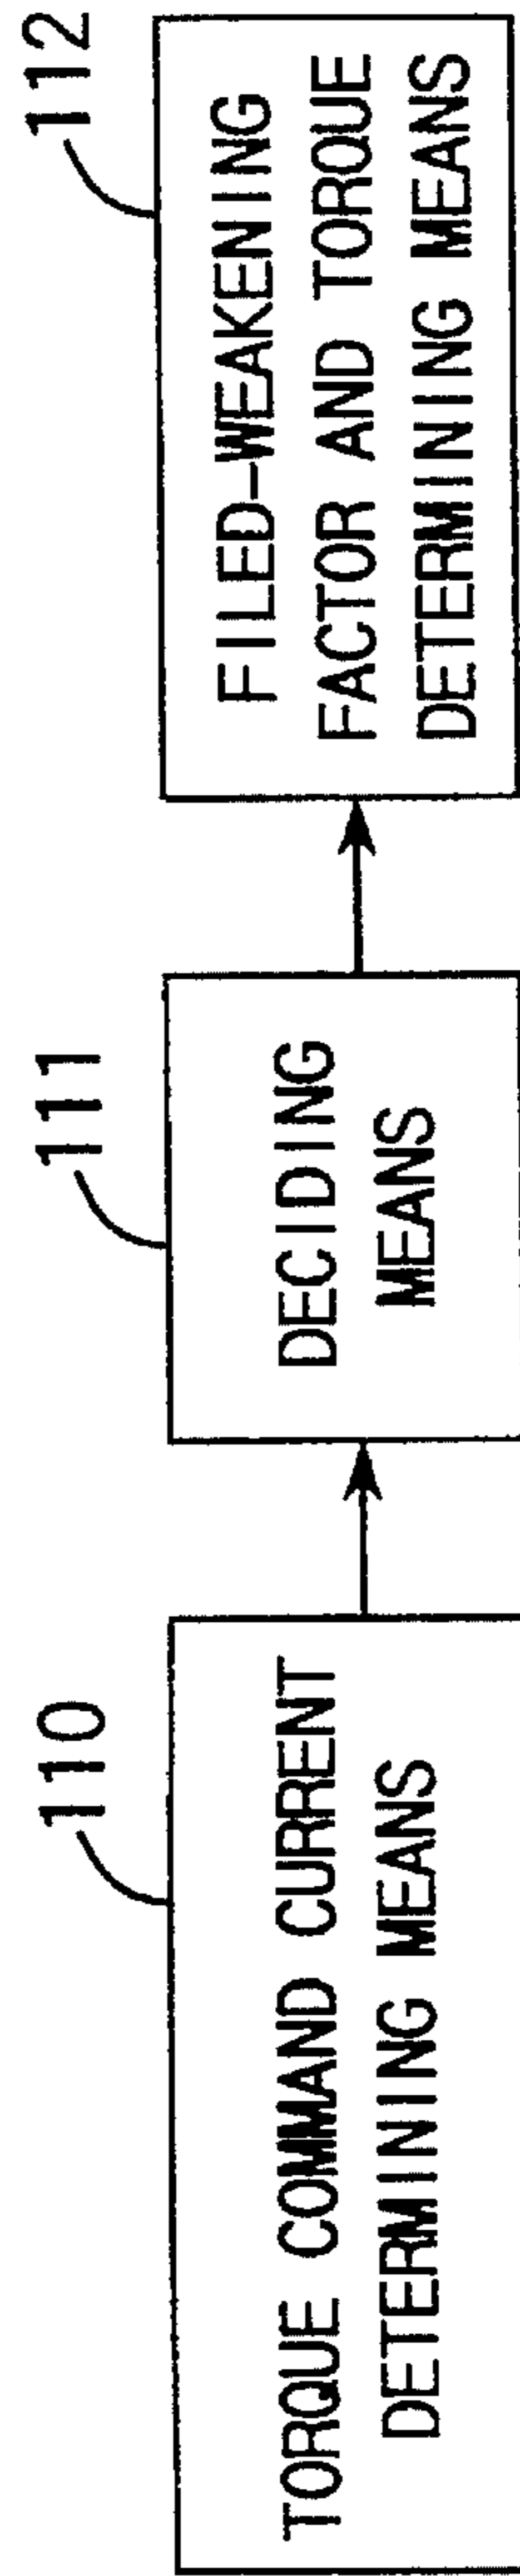 110
TORQUE COMMAND CURRENT
DETERMINING MEANS
111
DECIDING
MEANS
112
FILED-WEAKENING
FACTOR AND TORQUE
DETERMINING MEANS